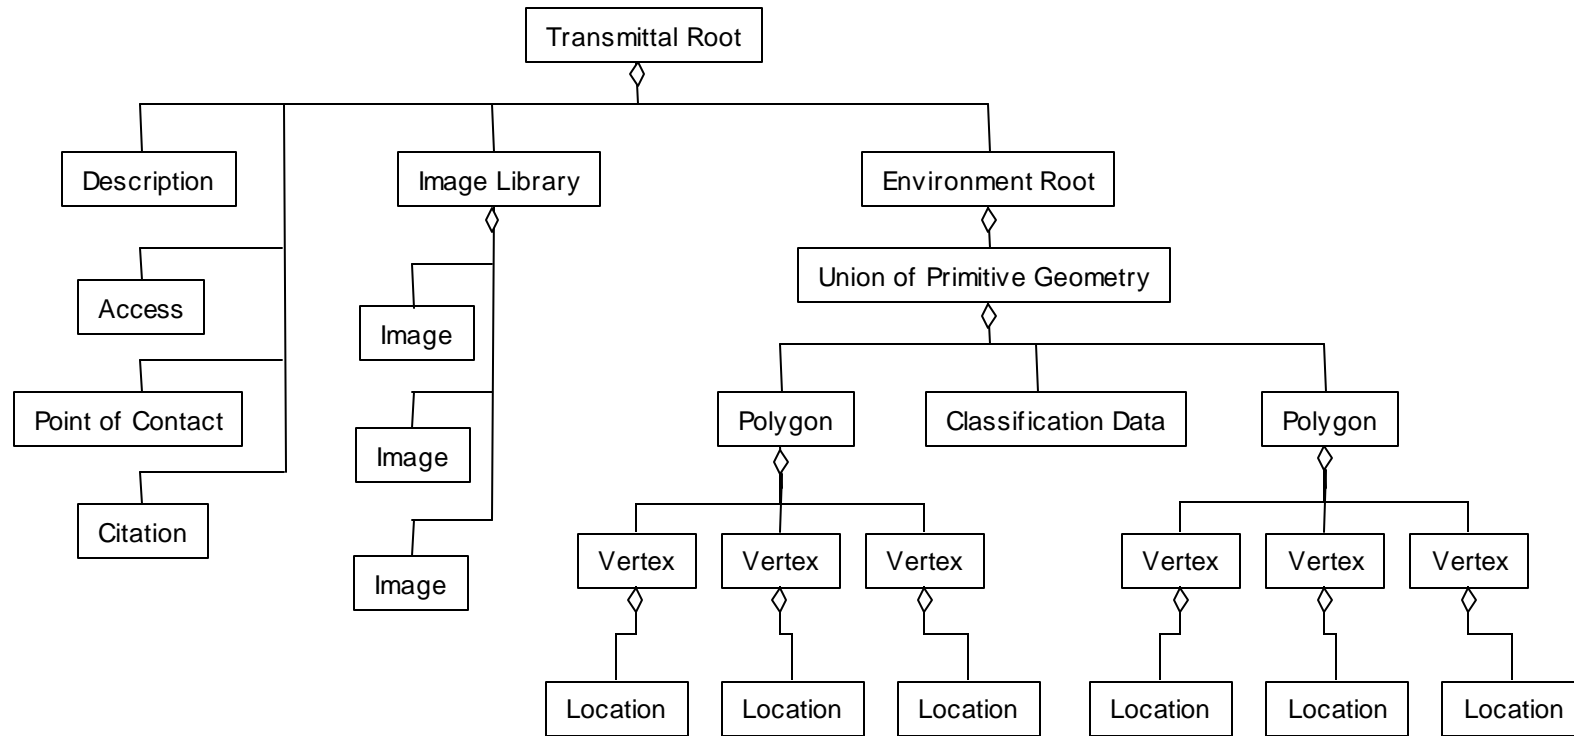 Transmittal Root
Description
Image Library
Environment Root
Access
Union of Primitive Geometry
Image
Point of Contact
Polygon
Classification Data
Polygon
Image
Citation
Vertex
Vertex
Vertex
Vertex
Vertex
Vertex
Image
Location
Location
Location
Location
Location
Location